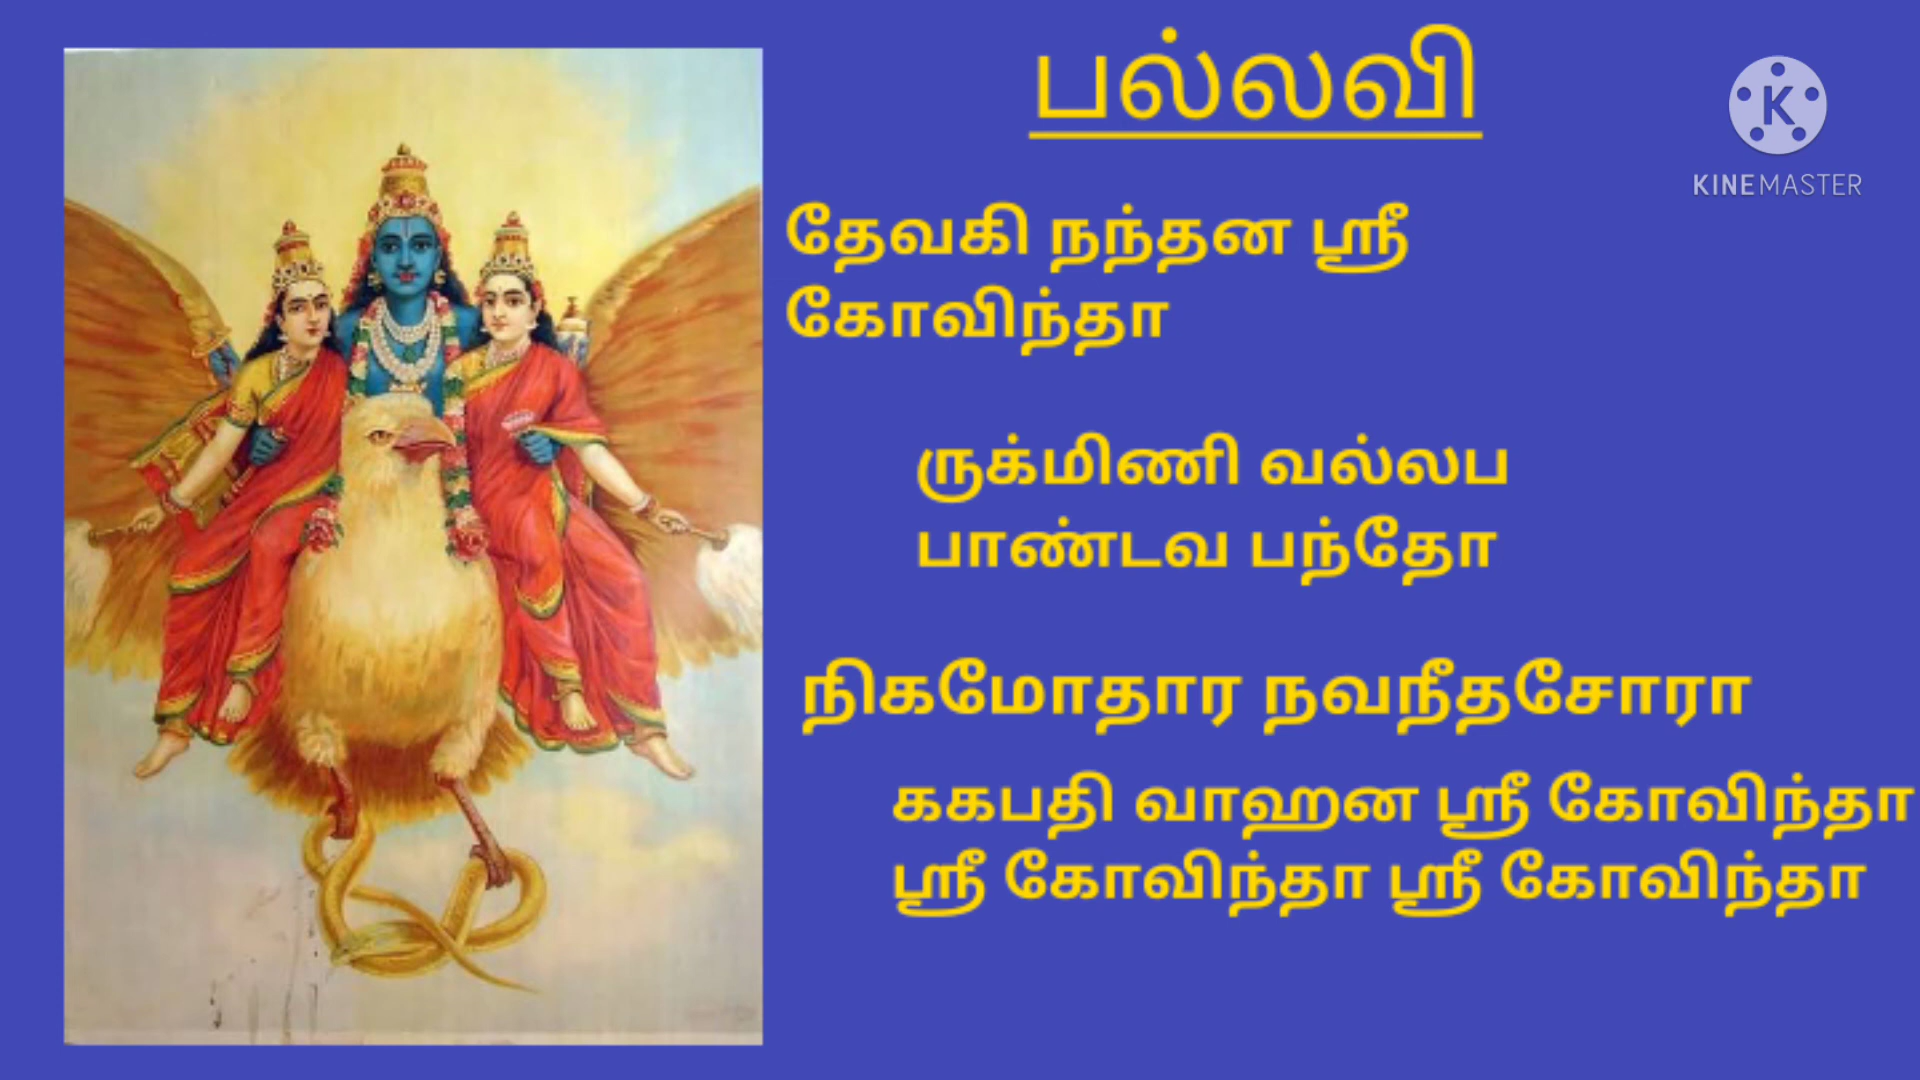 பல்லவி
KINEMASTER
தேவகி நந்தன ஸ்ரீ
கோவிந்தா
ருக்மிணி வல்லப
பாண்டவ பந்தோ
நிகமோதார நவநீதசோரா
ககபதி வாஹன ஸ்ரீ கோவிந்தா
ஸ்ரீ கோவிந்தா ஸ்ரீ கோவிந்தா